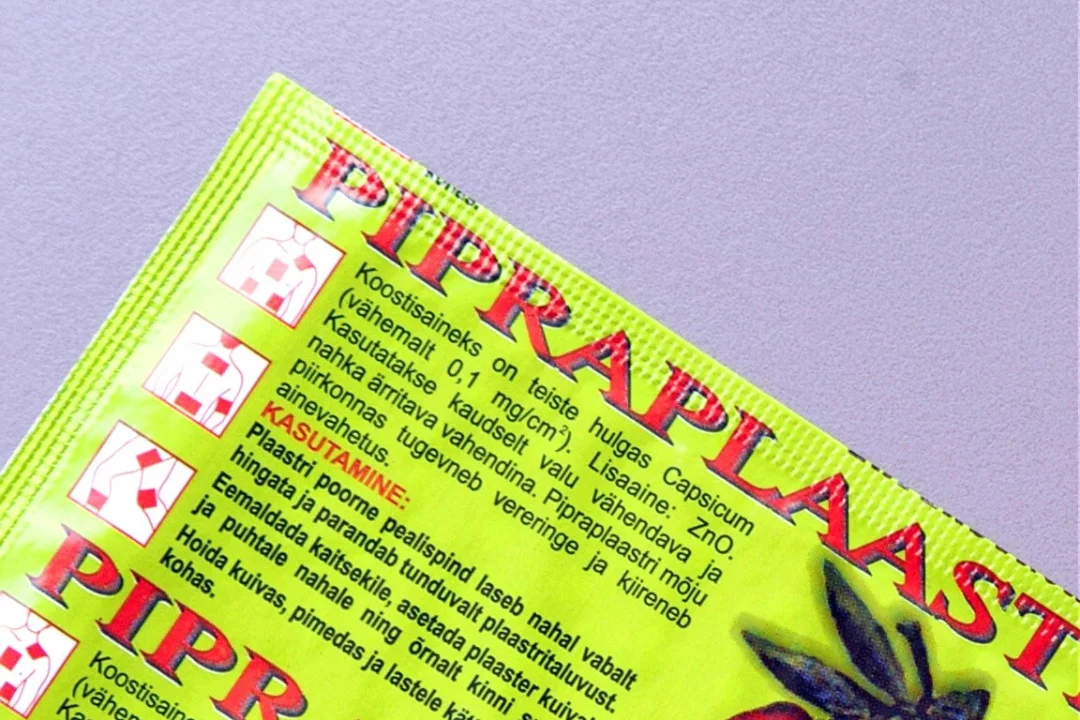 PIPRAPLAAST
Koostisaineks on teiste hulgas Capsicum
(vähemalt 0,1 mg/cm²). Lisaaine: ZnO.
Kasutatakse kaudselt valu vähendava ja
nahka ärritava vahendina. Pipraplaastri mõju
piirkonnas tugevneb vereringe ja kiireneb
ainevahetus.
KASUTAMINE:
Plaastri poorne pealispind laseb nahal vabalt
hingata ja parandab tunduvalt plaastritaluvust.
Eemaldada kaitsekile, asetada plaaster kuival
ja puhtale nahale ning õrnalt kinni
Hoida kuivas, pimedas ja lastele
kohas.
PIPR
Koostisaine
(vähem